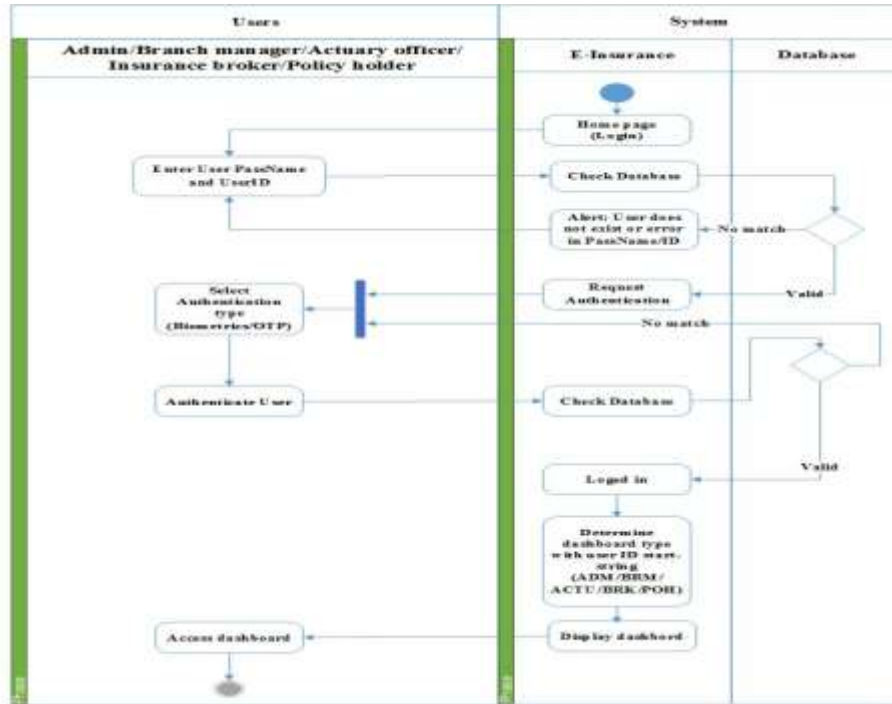 Users
System
Admin/Branch manager/Actuary officer/
Insurance broker/Policy holder
E-Insurance
Database
Home page
(Login)
Enter User PassName
and UserID
Check Database
Alert: User does
not exist or error
in PassName/ID
No match
Request
Authentication
Valid
Select
Authentication
type
(Biometrics/OTP)
No match
Authenticate User
Check Database
Valid
Loged in
Determine
dashboard type
with user ID start-
string
(ADM/BRM/
ACTU/BRK/POH)
Access dashboard
Display dashbord